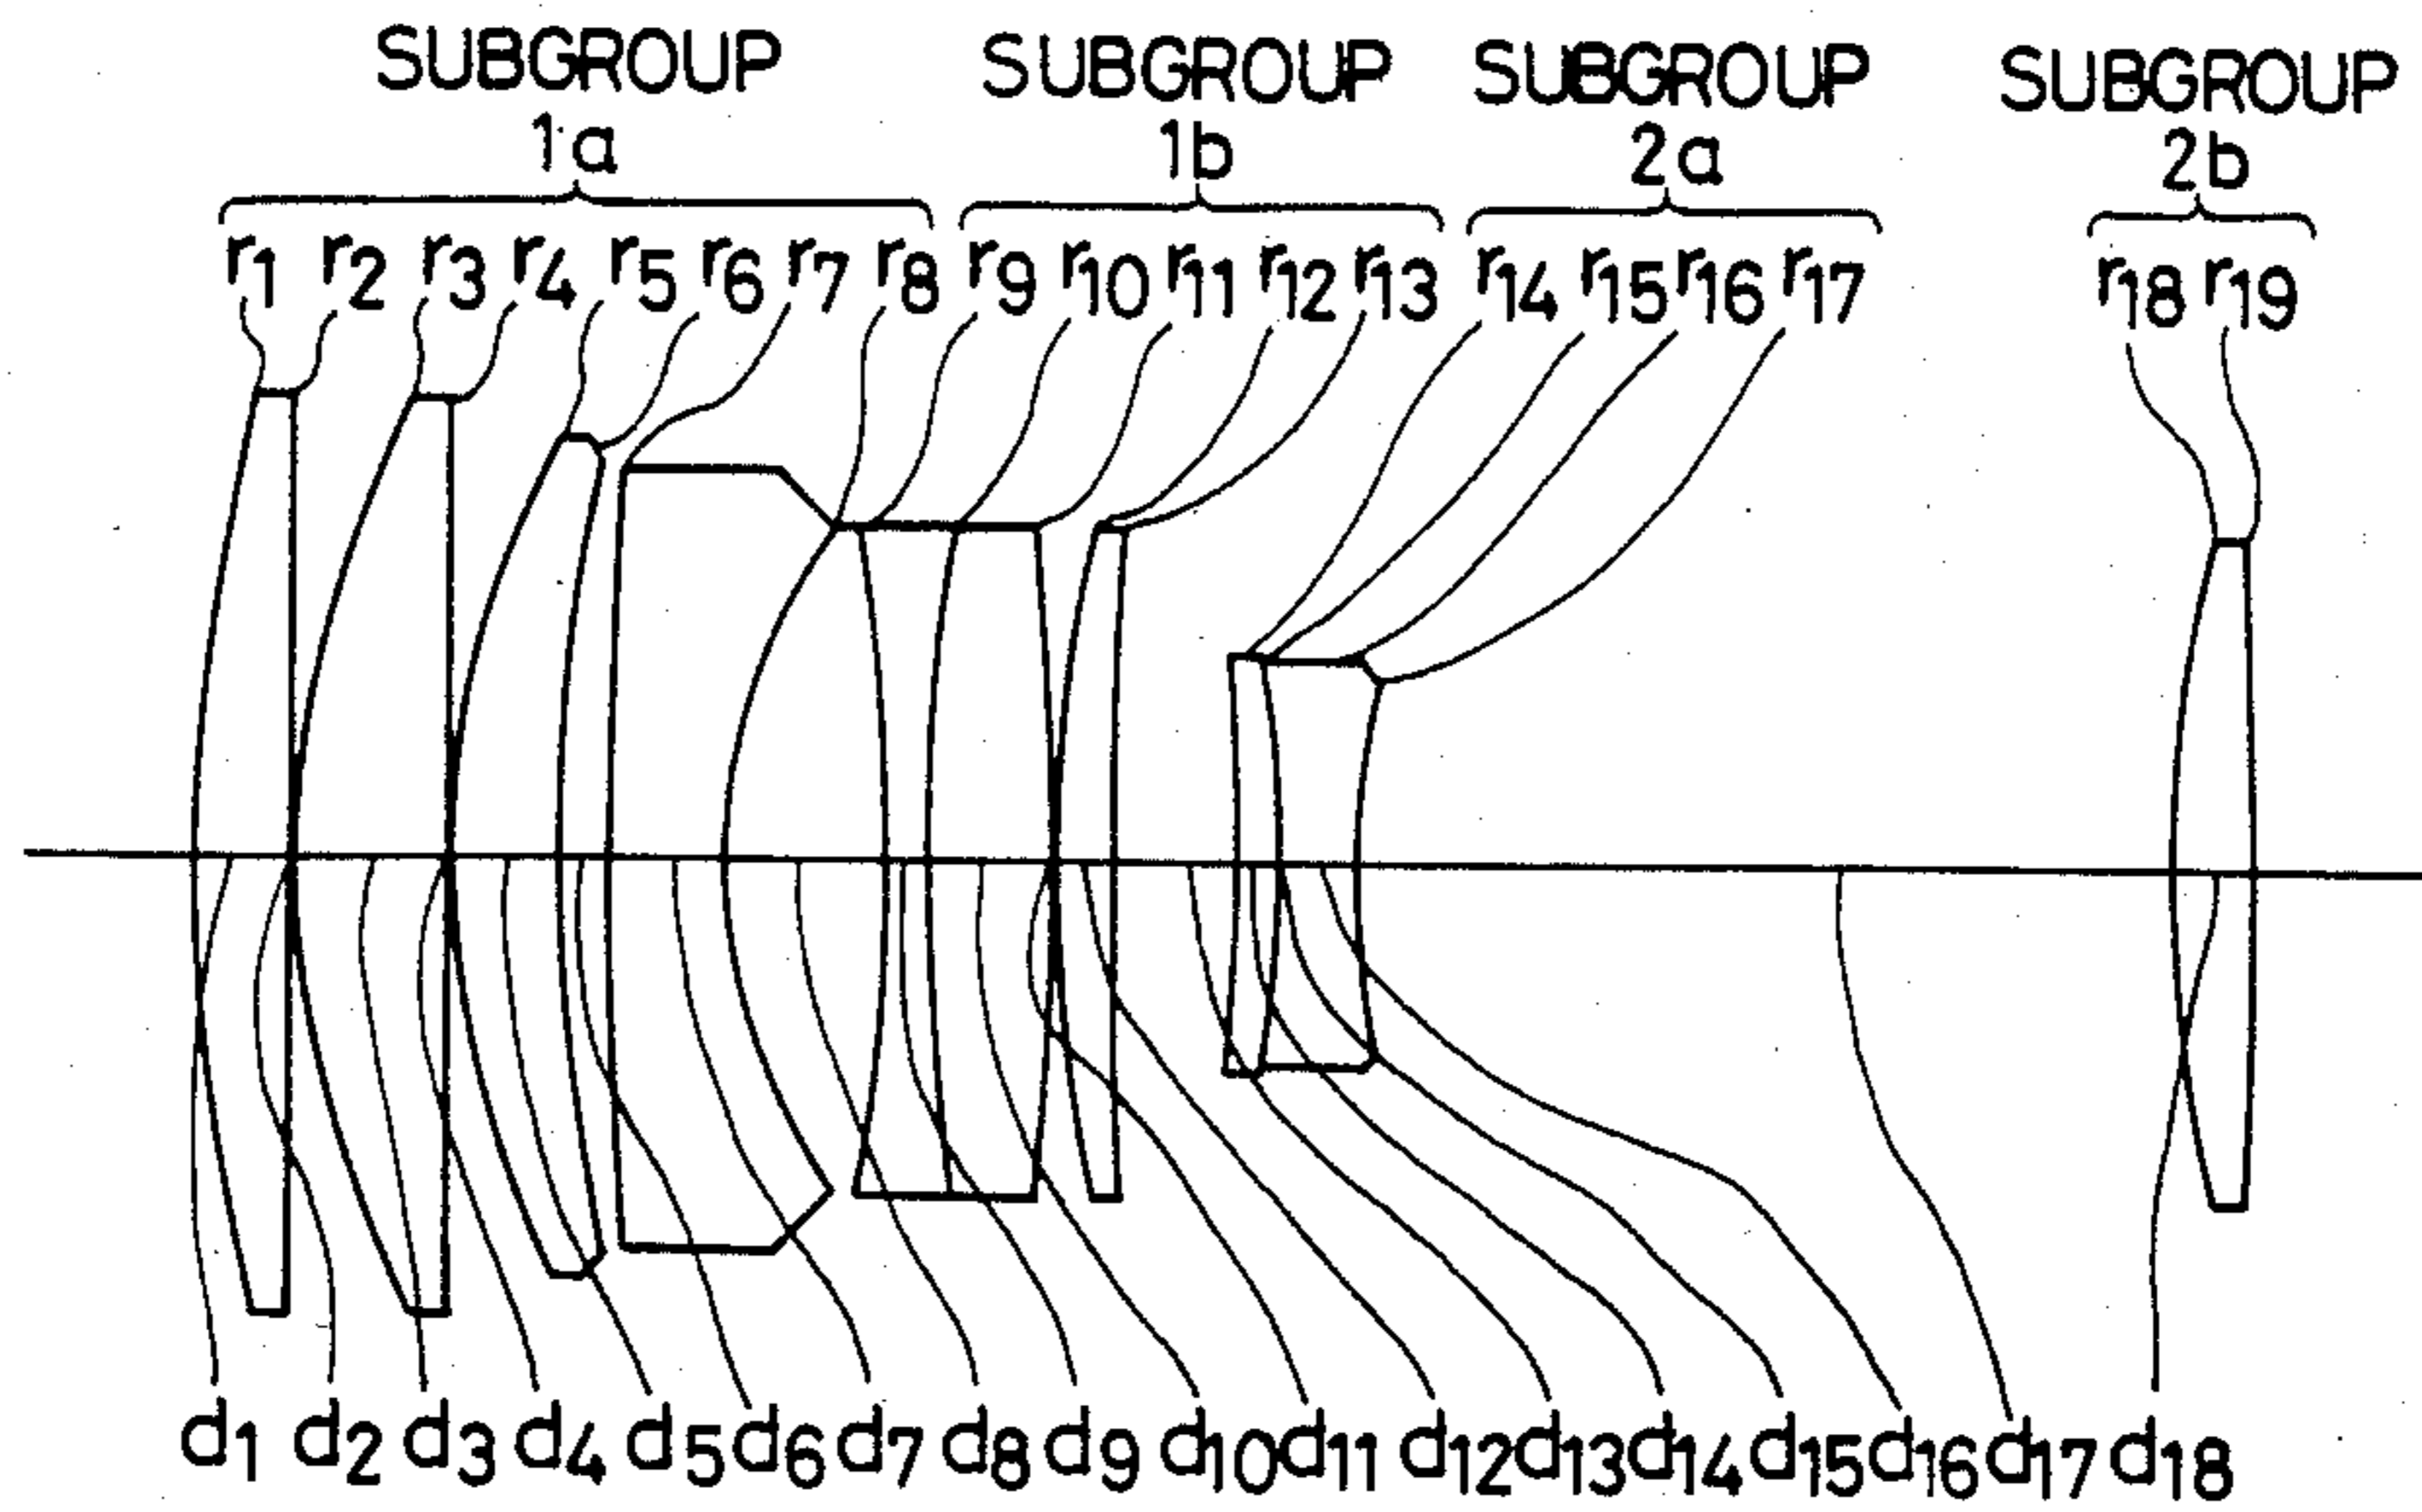 SUBGROUP SUBGROUP SUBGROUP SUBGROUP
1a 1b 2a 2b
r1 r2 r3 r4 r5 r6 r7 r8 r9 r10 r11 r12 r13 r14 r15 r16 r17 r18 r19
d1 d2 d3 d4 d5 d6 d7 d8 d9 d10 d11 d12 d13 d14 d15 d16 d17 d18